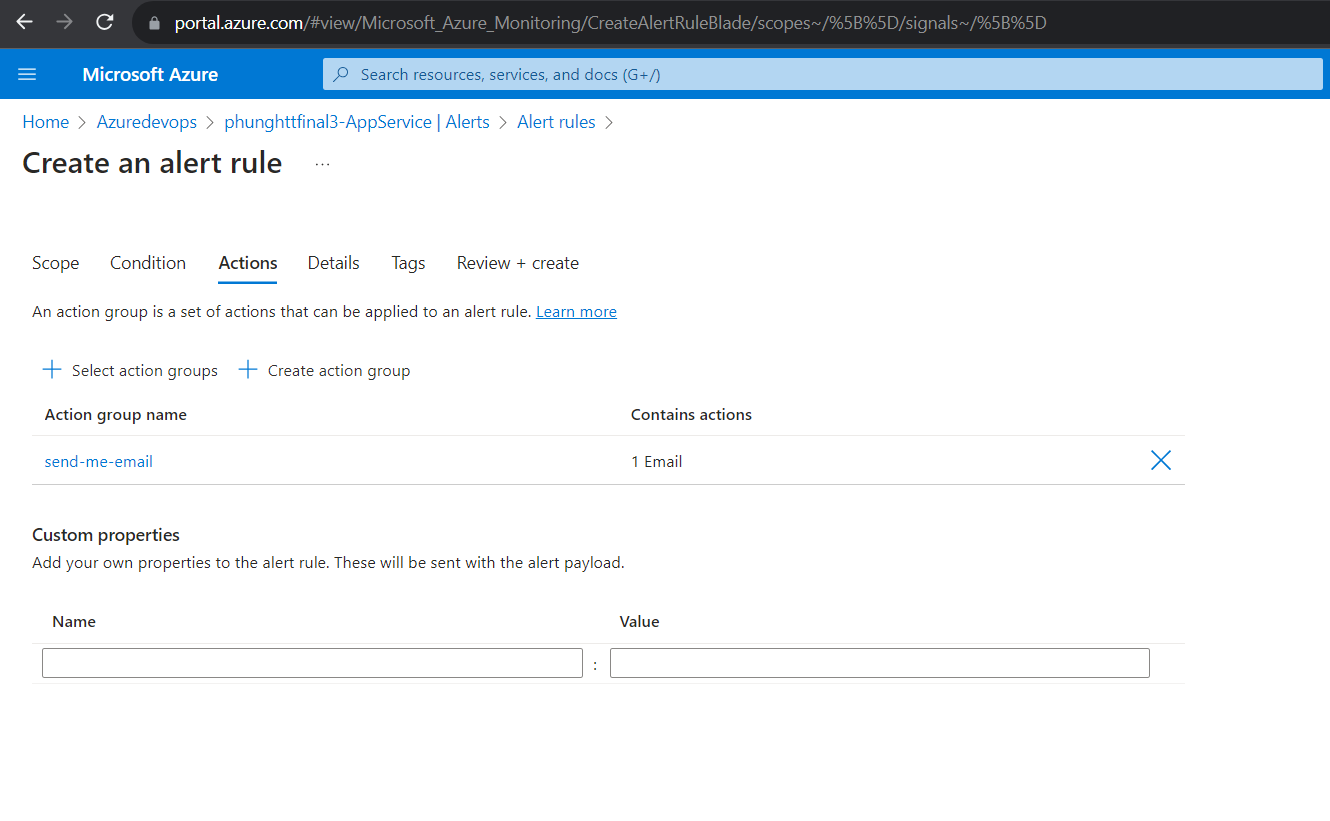 portal.azure.com/#view/Microsoft_Azure_Monitoring/CreateAlertRuleBlade/scopes~/%5B%5D/signals~/%5B%5D
Microsoft Azure
Search resources, services, and docs (G+/)
Home > Azuredevops > phunghttfinal3-AppService | Alerts > Alert rules >
Create an alert rule ...
Scope Condition Actions Details Tags Review + create
An action group is a set of actions that can be applied to an alert rule. Learn more
+ Select action groups + Create action group
Action group name Contains actions
send-me-email 1 Email
Custom properties
Add your own properties to the alert rule. These will be sent with the alert payload.
Name Value
: